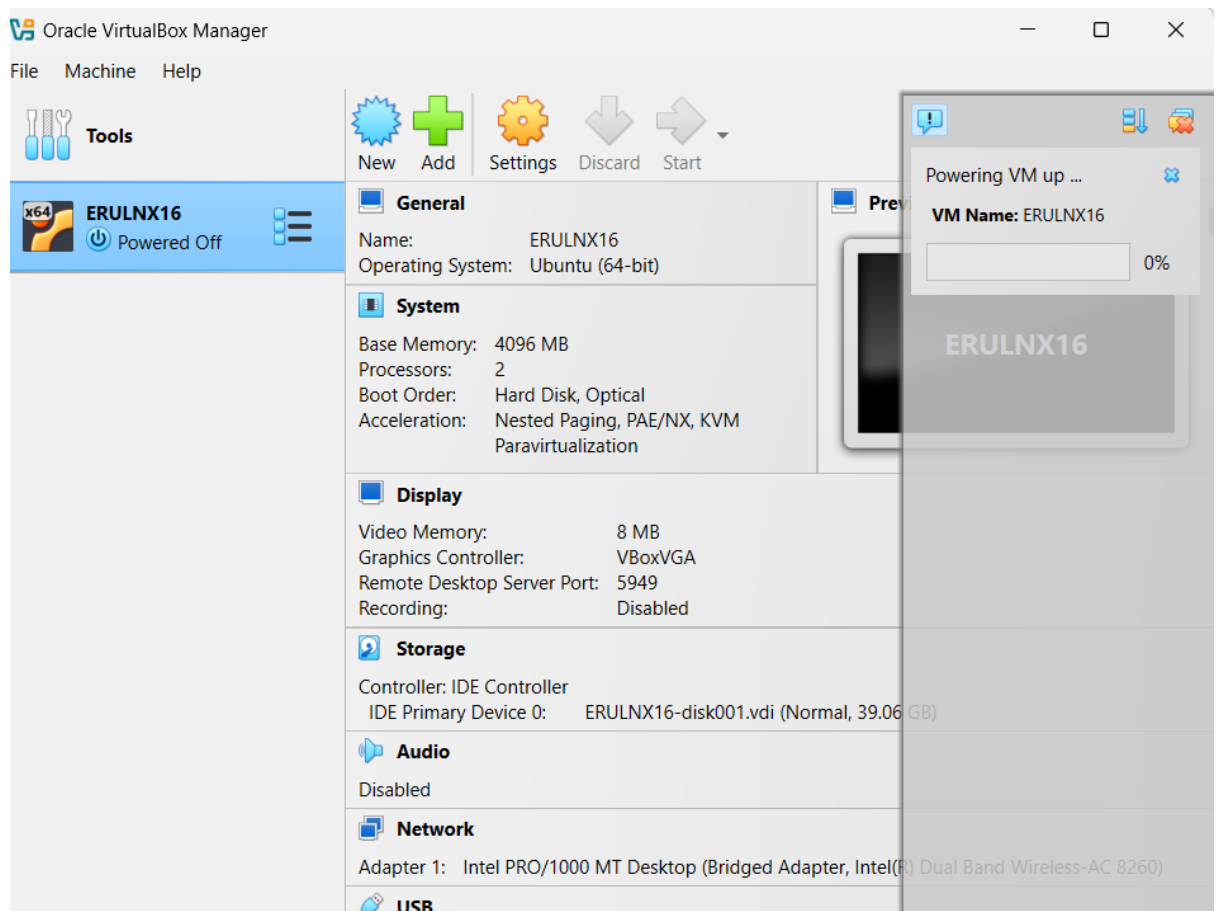 Oracle VirtualBox Manager
File Machine Help
Tools
New Add Settings Discard Start
x64
ERULNX16
Powered Off
General
Name: ERULNX16
Operating System: Ubuntu (64-bit)
System
Base Memory: 4096 MB
Processors: 2
Boot Order: Hard Disk, Optical
Acceleration: Nested Paging, PAE/NX, KVM
Paravirtualization
Previ
ERULNX16
Powering VM up ...
VM Name: ERULNX16
0%
Display
Video Memory: 8 MB
Graphics Controller: VBoxVGA
Remote Desktop Server Port: 5949
Recording: Disabled
Storage
Controller: IDE Controller
IDE Primary Device 0: ERULNX16-disk001.vdi (Normal, 39.06 GB)
Audio
Disabled
Network
Adapter 1: Intel PRO/1000 MT Desktop (Bridged Adapter, Intel(R) Dual Band Wireless-AC 8260)
USB